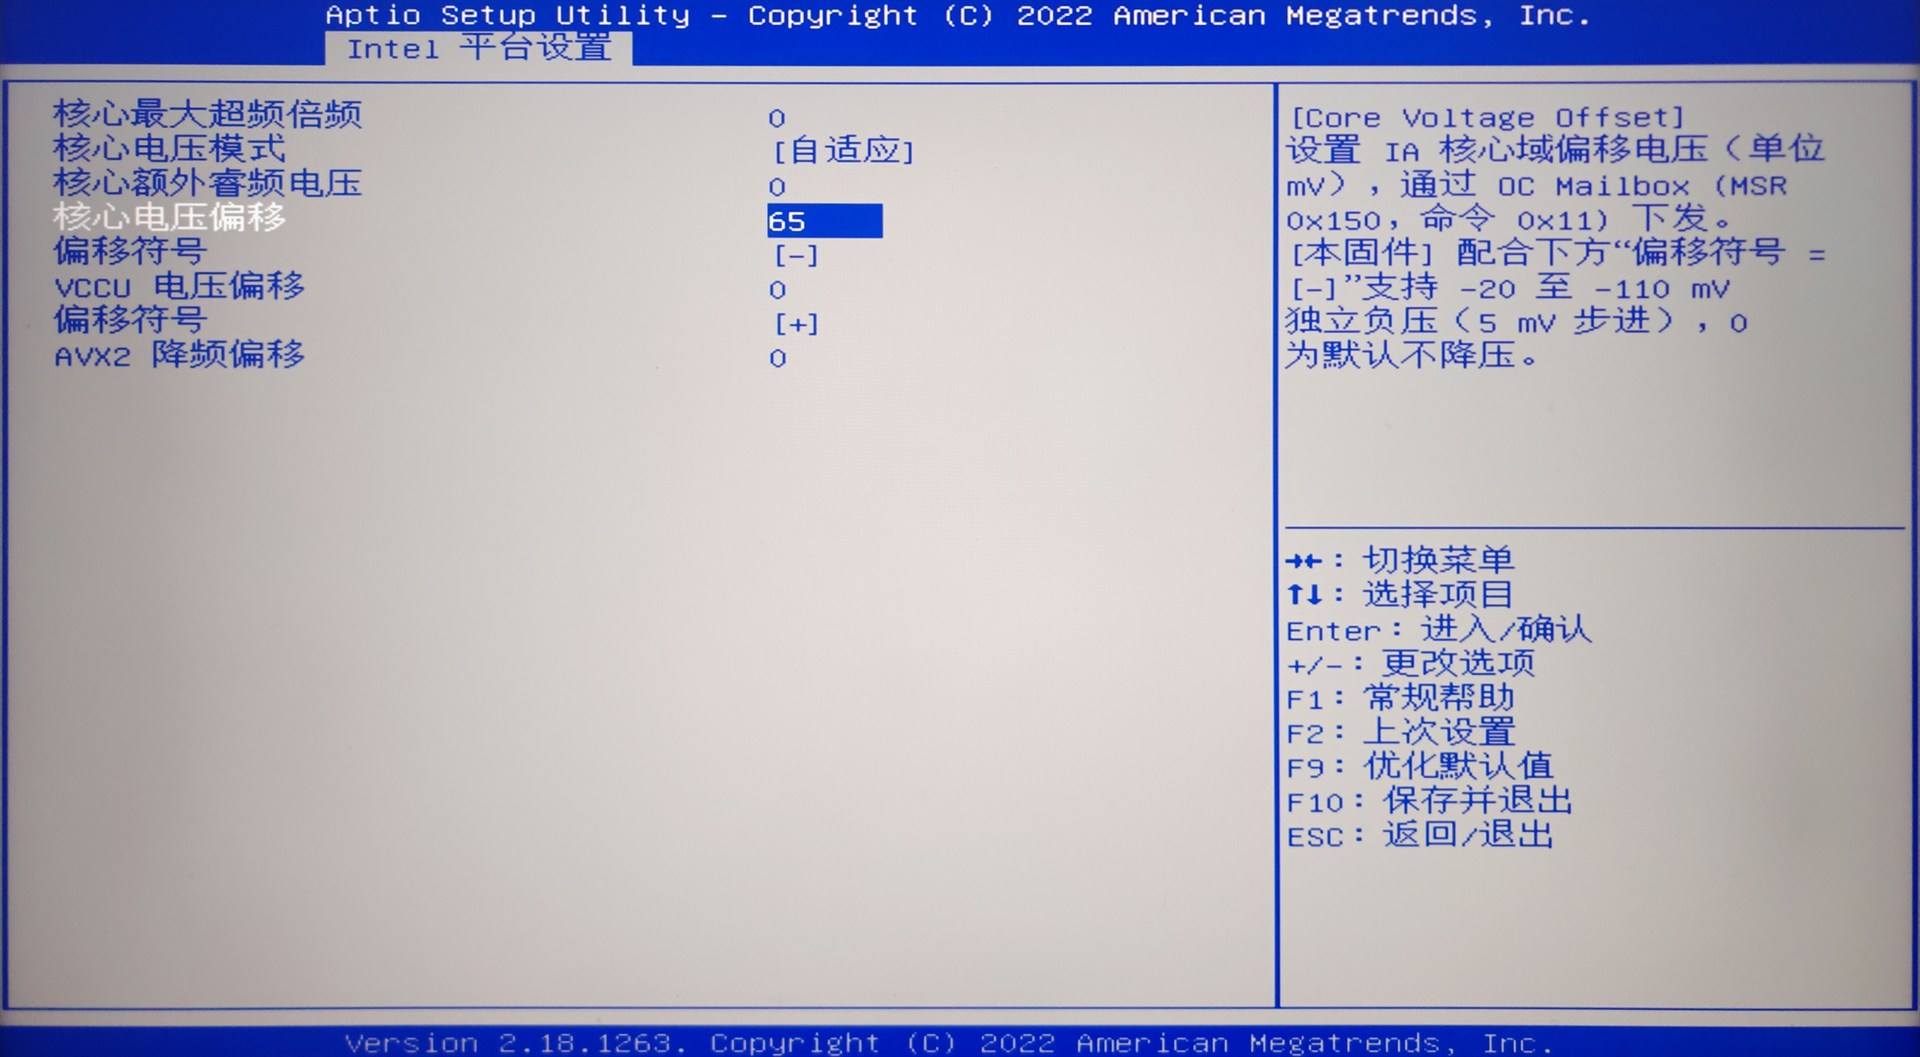 Aptio Setup Utility - Copyright (C) 2022 American Megatrends, Inc.
Intel 平台设置
核心最大超频倍频 0
核心电压模式 [自适应]
核心额外睿频电压 0
核心电压偏移 65
偏移符号 [-]
VCCU 电压偏移 0
偏移符号 [+]
AVX2 降频偏移 0
[Core Voltage Offset]
设置 IA 核心域偏移电压（单位
mV），通过 OC Mailbox (MSR
0x150, 命令 0x11) 下发。
[本固件] 配合下方“偏移符号 =
[-]”支持 -20 至 -110 mV
独立负压（5 mV 步进），0
为默认不降压。
→←: 切换菜单
↑↓: 选择项目
Enter: 进入/确认
+/-: 更改选项
F1: 常规帮助
F2: 上次设置
F9: 优化默认值
F10: 保存并退出
ESC: 返回/退出
Version 2.18.1263. Copyright (C) 2022 American Megatrends, Inc.